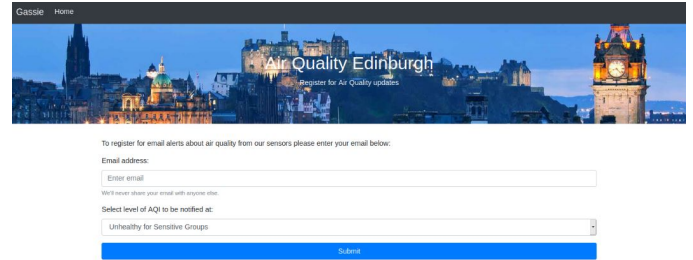 Gassie Home
Air Quality Edinburgh
Register for Air Quality updates
To register for email alerts about air quality from our sensors please enter your email below:
Email address:
Enter email
We'll never share your email with anyone else.
Select level of AQI to be notified at:
Unhealthy for Sensitive Groups
Submit